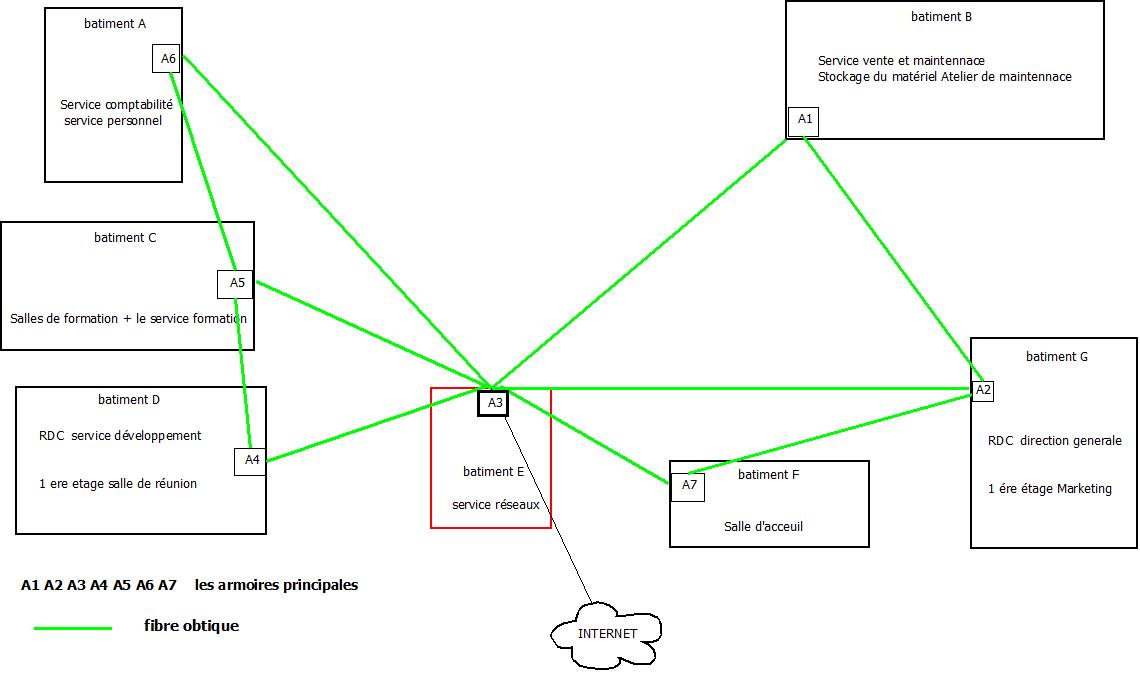 batiment A
A6
Service comptabilité
service personnel
batiment B
Service vente et maintennace
Stockage du matériel Atelier de maintennace
A1
batiment C
A5
Salles de formation + le service formation
batiment D
RDC service développement
A4
1 ere etage salle de réunion
A3
batiment E
service réseaux
batiment F
A7
Salle d'acceuil
batiment G
A2
RDC direction generale
1 ére étage Marketing
A1 A2 A3 A4 A5 A6 A7 les armoires principales
fibre obtique
INTERNET